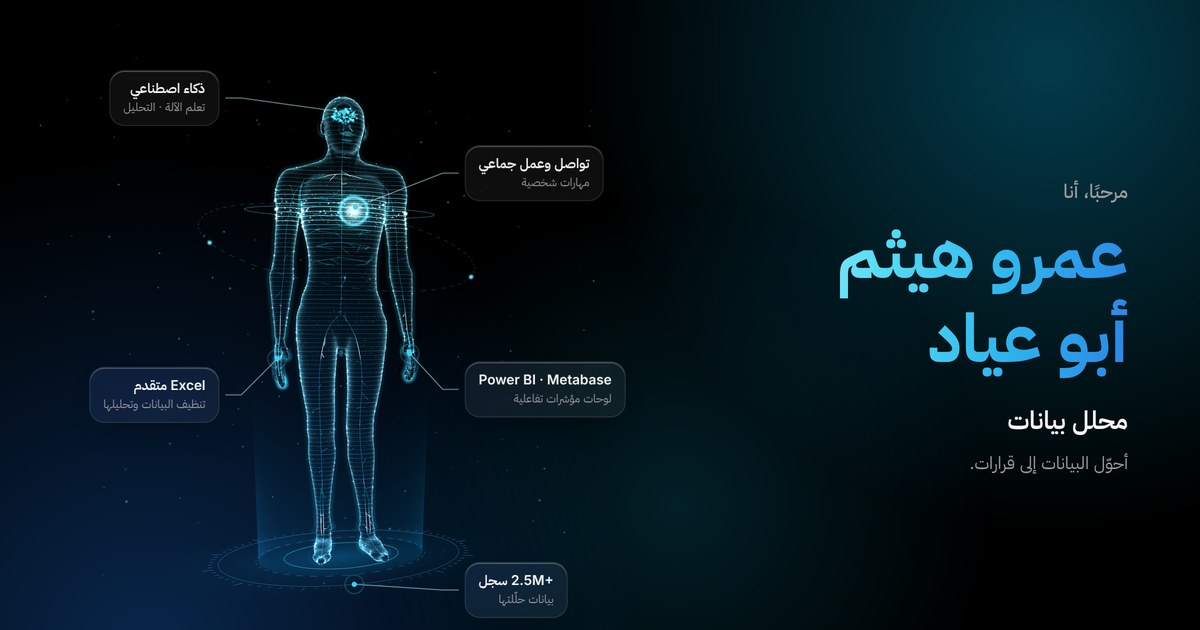 مرحبًا، أنا
عمرو هيثم
أبو عياد
محلل بيانات
أحوّل البيانات إلى قرارات.
ذكاء اصطناعي
تعلم الآلة · التحليل
تواصل وعمل جماعي
مهارات شخصية
Excel متقدم
تنظيف البيانات وتحليلها
Power BI · Metabase
لوحات مؤشرات تفاعلية
+2.5M سجل
بيانات حلّلتها